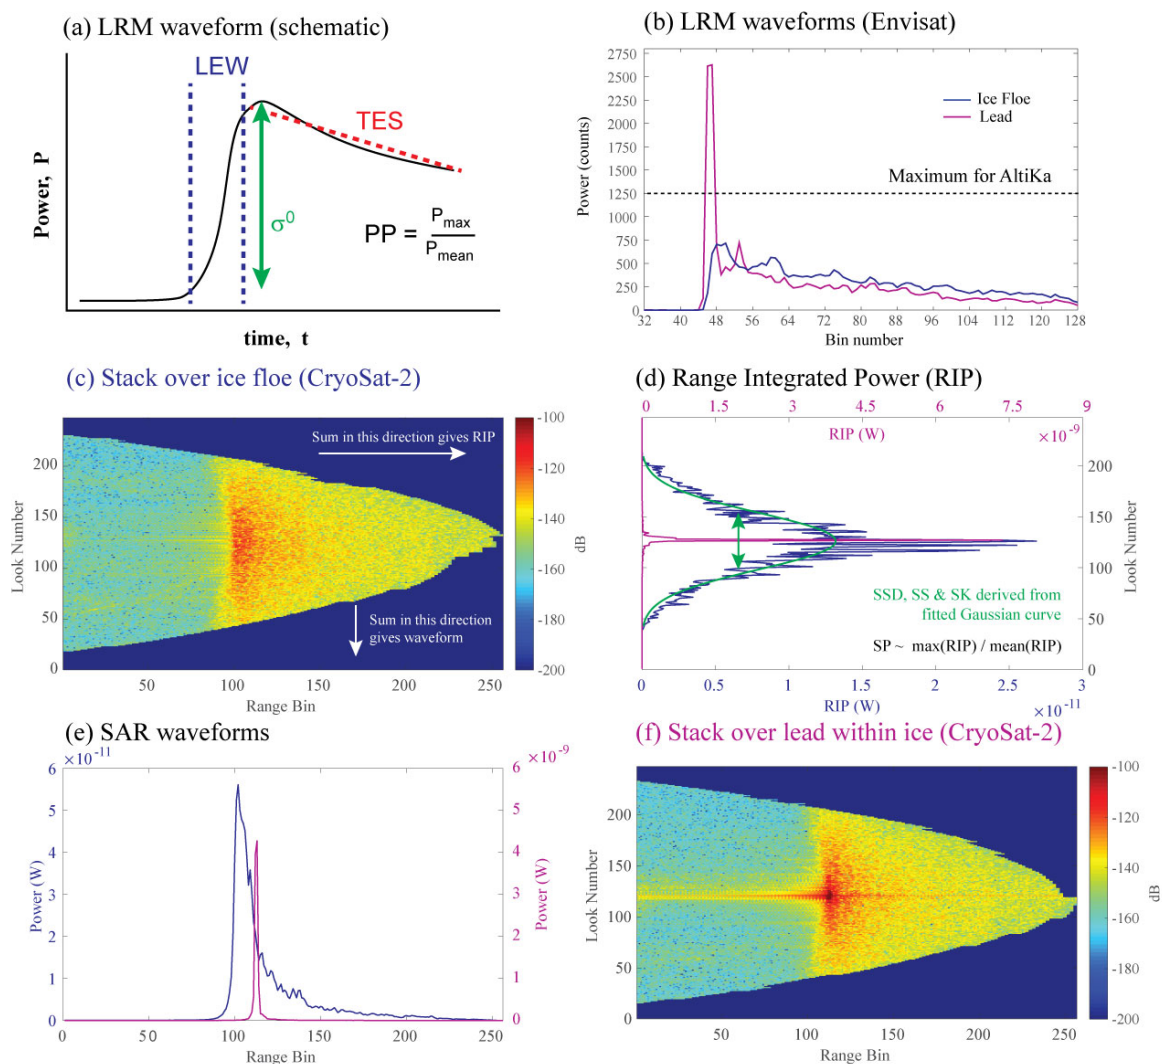 (a) LRM waveform (schematic)
LEW
TES
σ⁰
PP = P_max / P_mean
Power, P
time, t
(b) LRM waveforms (Envisat)
2750
2500
2250
2000
1750
1500
1250
1000
750
500
250
0
Power (counts)
Ice Floe
Lead
Maximum for AltiKa
32 40 48 56 64 72 80 88 96 104 112 120 128
Bin number
(c) Stack over ice floe (CryoSat-2)
Sum in this direction gives RIP
Sum in this direction
gives waveform
200
150
100
50
0
Look Number
50 100 150 200 250
Range Bin
-100
-120
-140
-160
-180
-200
dB
(d) Range Integrated Power (RIP)
0 1.5 3 4.5 6 7.5 9
RIP (W)
×10⁻⁹
200
150
100
50
0
Look Number
SSD, SS & SK derived from
fitted Gaussian curve
SP ~ max(RIP) / mean(RIP)
0 0.5 1 1.5 2 2.5 3
RIP (W)
×10⁻¹¹
(e) SAR waveforms
×10⁻¹¹
×10⁻⁹
6
5
4
3
2
1
0
Power (W)
6
5
4
3
2
1
0
Power (W)
0 50 100 150 200 250
Range Bin
(f) Stack over lead within ice (CryoSat-2)
200
150
100
50
0
Look Number
50 100 150 200 250
Range Bin
-100
-120
-140
-160
-180
-200
dB